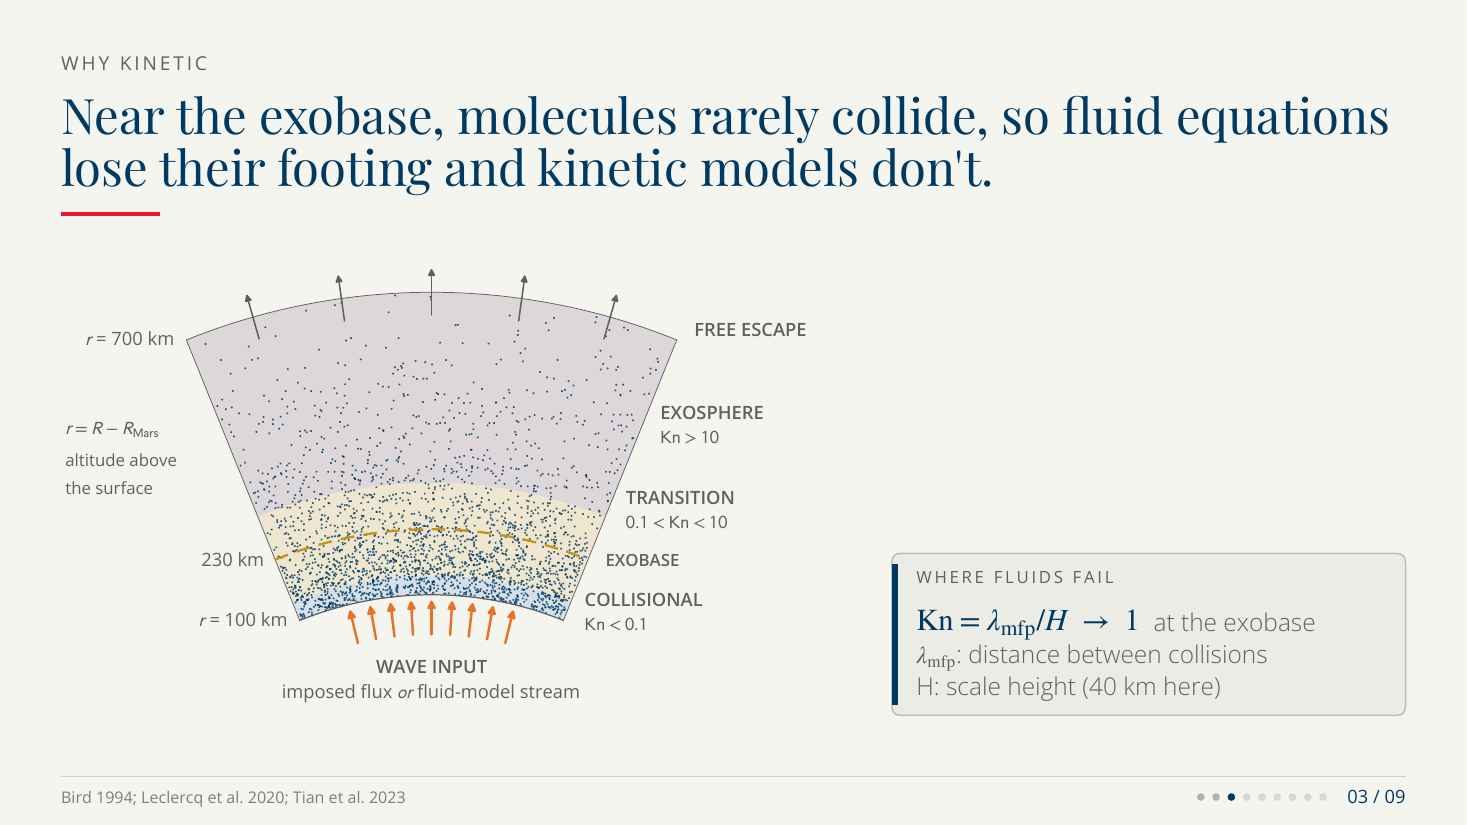 WHY KINETIC
Near the exobase, molecules rarely collide, so fluid equations
lose their footing and kinetic models don't.
r = 700 km
r = R − R_Mars
altitude above
the surface
230 km
r = 100 km
FREE ESCAPE
EXOSPHERE
Kn > 10
TRANSITION
0.1 < Kn < 10
EXOBASE
COLLISIONAL
Kn < 0.1
WAVE INPUT
imposed flux or fluid-model stream
WHERE FLUIDS FAIL
Kn = λ_mfp/H → 1 at the exobase
λ_mfp: distance between collisions
H: scale height (40 km here)
Bird 1994; Leclercq et al. 2020; Tian et al. 2023
03 / 09